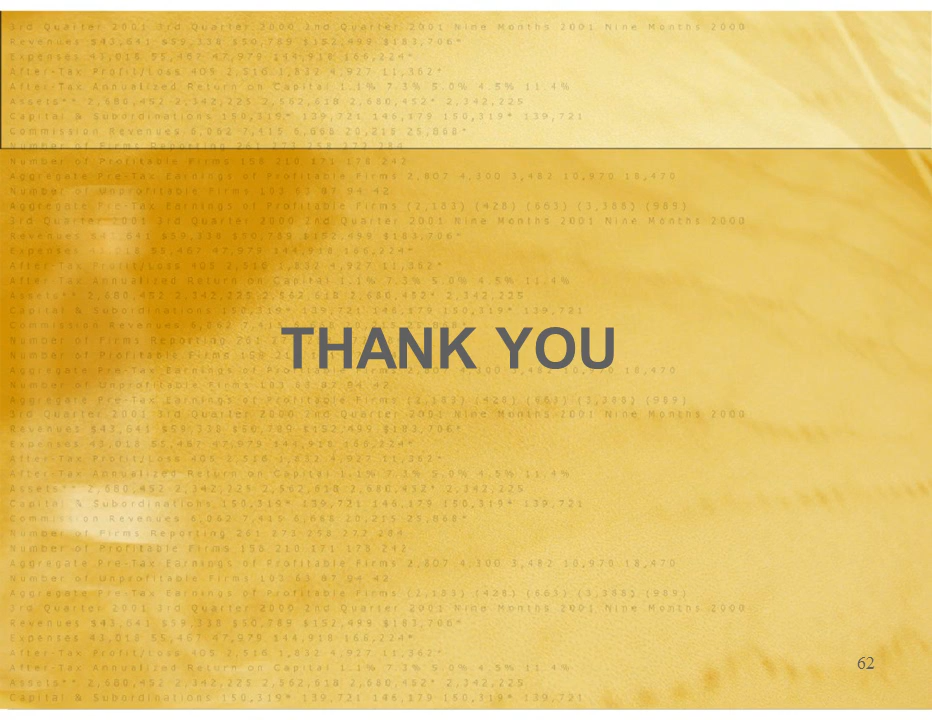 3rd Quarter 2001 3rd Quarter 2000 2nd Quarter 2001 Nine Months 2001 Nine Months 2000
Revenues $43,641 $59,338 $50,789 $152,499 $183,706*
Expenses 43,018 55,467 47,979 144,918 166,224*
After-Tax Profit/Loss 405 2,516 1,832 4,927 11,362*
After-Tax Annualized Return on Capital 1.1% 7.3% 5.0% 4.5% 11.4%
Assets** 2,680,452 2,342,225 2,562,618 2,680,452* 2,342,225
Capital & Subordinations 150,319* 139,721 146,179 150,319* 139,721
Commission Revenues 6,062 7,415 6,668 20,215 25,868*
Number of Firms Reporting 261 273 258 272 284
Number of Profitable Firms 158 210 171 178 242
Aggregate Pre-Tax Earnings of Profitable Firms 2,807 4,300 3,482 10,970 18,470
Number of Unprofitable Firms 103 63 87 94 42
Aggregate Pre-Tax Earnings of Profitable Firms (2,183) (428) (663) (3,388) (989)
3rd Quarter 2001 3rd Quarter 2000 2nd Quarter 2001 Nine Months 2001 Nine Months 2000
Revenues $43,641 $59,338 $50,789 $152,499 $183,706*
Expenses 43,018 55,467 47,979 144,918 166,224*
After-Tax Profit/Loss 405 2,516 1,832 4,927 11,362*
After-Tax Annualized Return on Capital 1.1% 7.3% 5.0% 4.5% 11.4%
Assets** 2,680,452 2,342,225 2,562,618 2,680,452* 2,342,225
Capital & Subordinations 150,319* 139,721 146,179 150,319* 139,721
Commission Revenues
Number of Firms Reporting 261
THANK YOU
Number of Profitable Firms 158
Aggregate Pre-Tax Earnings of Profitable Firms 2,807 4,300 3,482 10,970 18,470
Number of Unprofitable Firms 103 63 87 94 42
Aggregate Pre-Tax Earnings of Profitable Firms (2,183) (428) (663) (3,388) (989)
3rd Quarter 2001 3rd Quarter 2000 2nd Quarter 2001 Nine Months 2001 Nine Months 2000
Revenues $43,641 $59,338 $50,789 $152,499 $183,706*
Expenses 43,018 55,467 47,979 144,918 166,224*
After-Tax Profit/Loss 405 2,516 1,832 4,927 11,362*
After-Tax Annualized Return on Capital 1.1% 7.3% 5.0% 4.5% 11.4%
Assets** 2,680,452 2,342,225 2,562,618 2,680,452* 2,342,225
Capital & Subordinations 150,319* 139,721 146,179 150,319* 139,721
Commission Revenues 6,062 7,415 6,668 20,215 25,868*
Number of Firms Reporting 261 273 258 272 284
Number of Profitable Firms 158 210 171 178 242
Aggregate Pre-Tax Earnings of Profitable Firms 2,807 4,300 3,482 10,970 18,470
Number of Unprofitable Firms 103 63 87 94 42
Aggregate Pre-Tax Earnings of Profitable Firms (2,183) (428) (663) (3,388) (989)
3rd Quarter 2001 3rd Quarter 2000 2nd Quarter 2001 Nine Months 2001 Nine Months 2000
Revenues $43,641 $59,338 $50,789 $152,499 $183,706*
Expenses 43,018 55,467 47,979 144,918 166,224*
After-Tax Profit/Loss 405 2,516 1,832 4,927 11,362*
After-Tax Annualized Return on Capital 1.1% 7.3% 5.0% 4.5% 11.4%
62
Assets** 2,680,452 2,342,225 2,562,618 2,680,452* 2,342,225
Capital & Subordinations 150,319* 139,721 146,179 150,319* 139,721